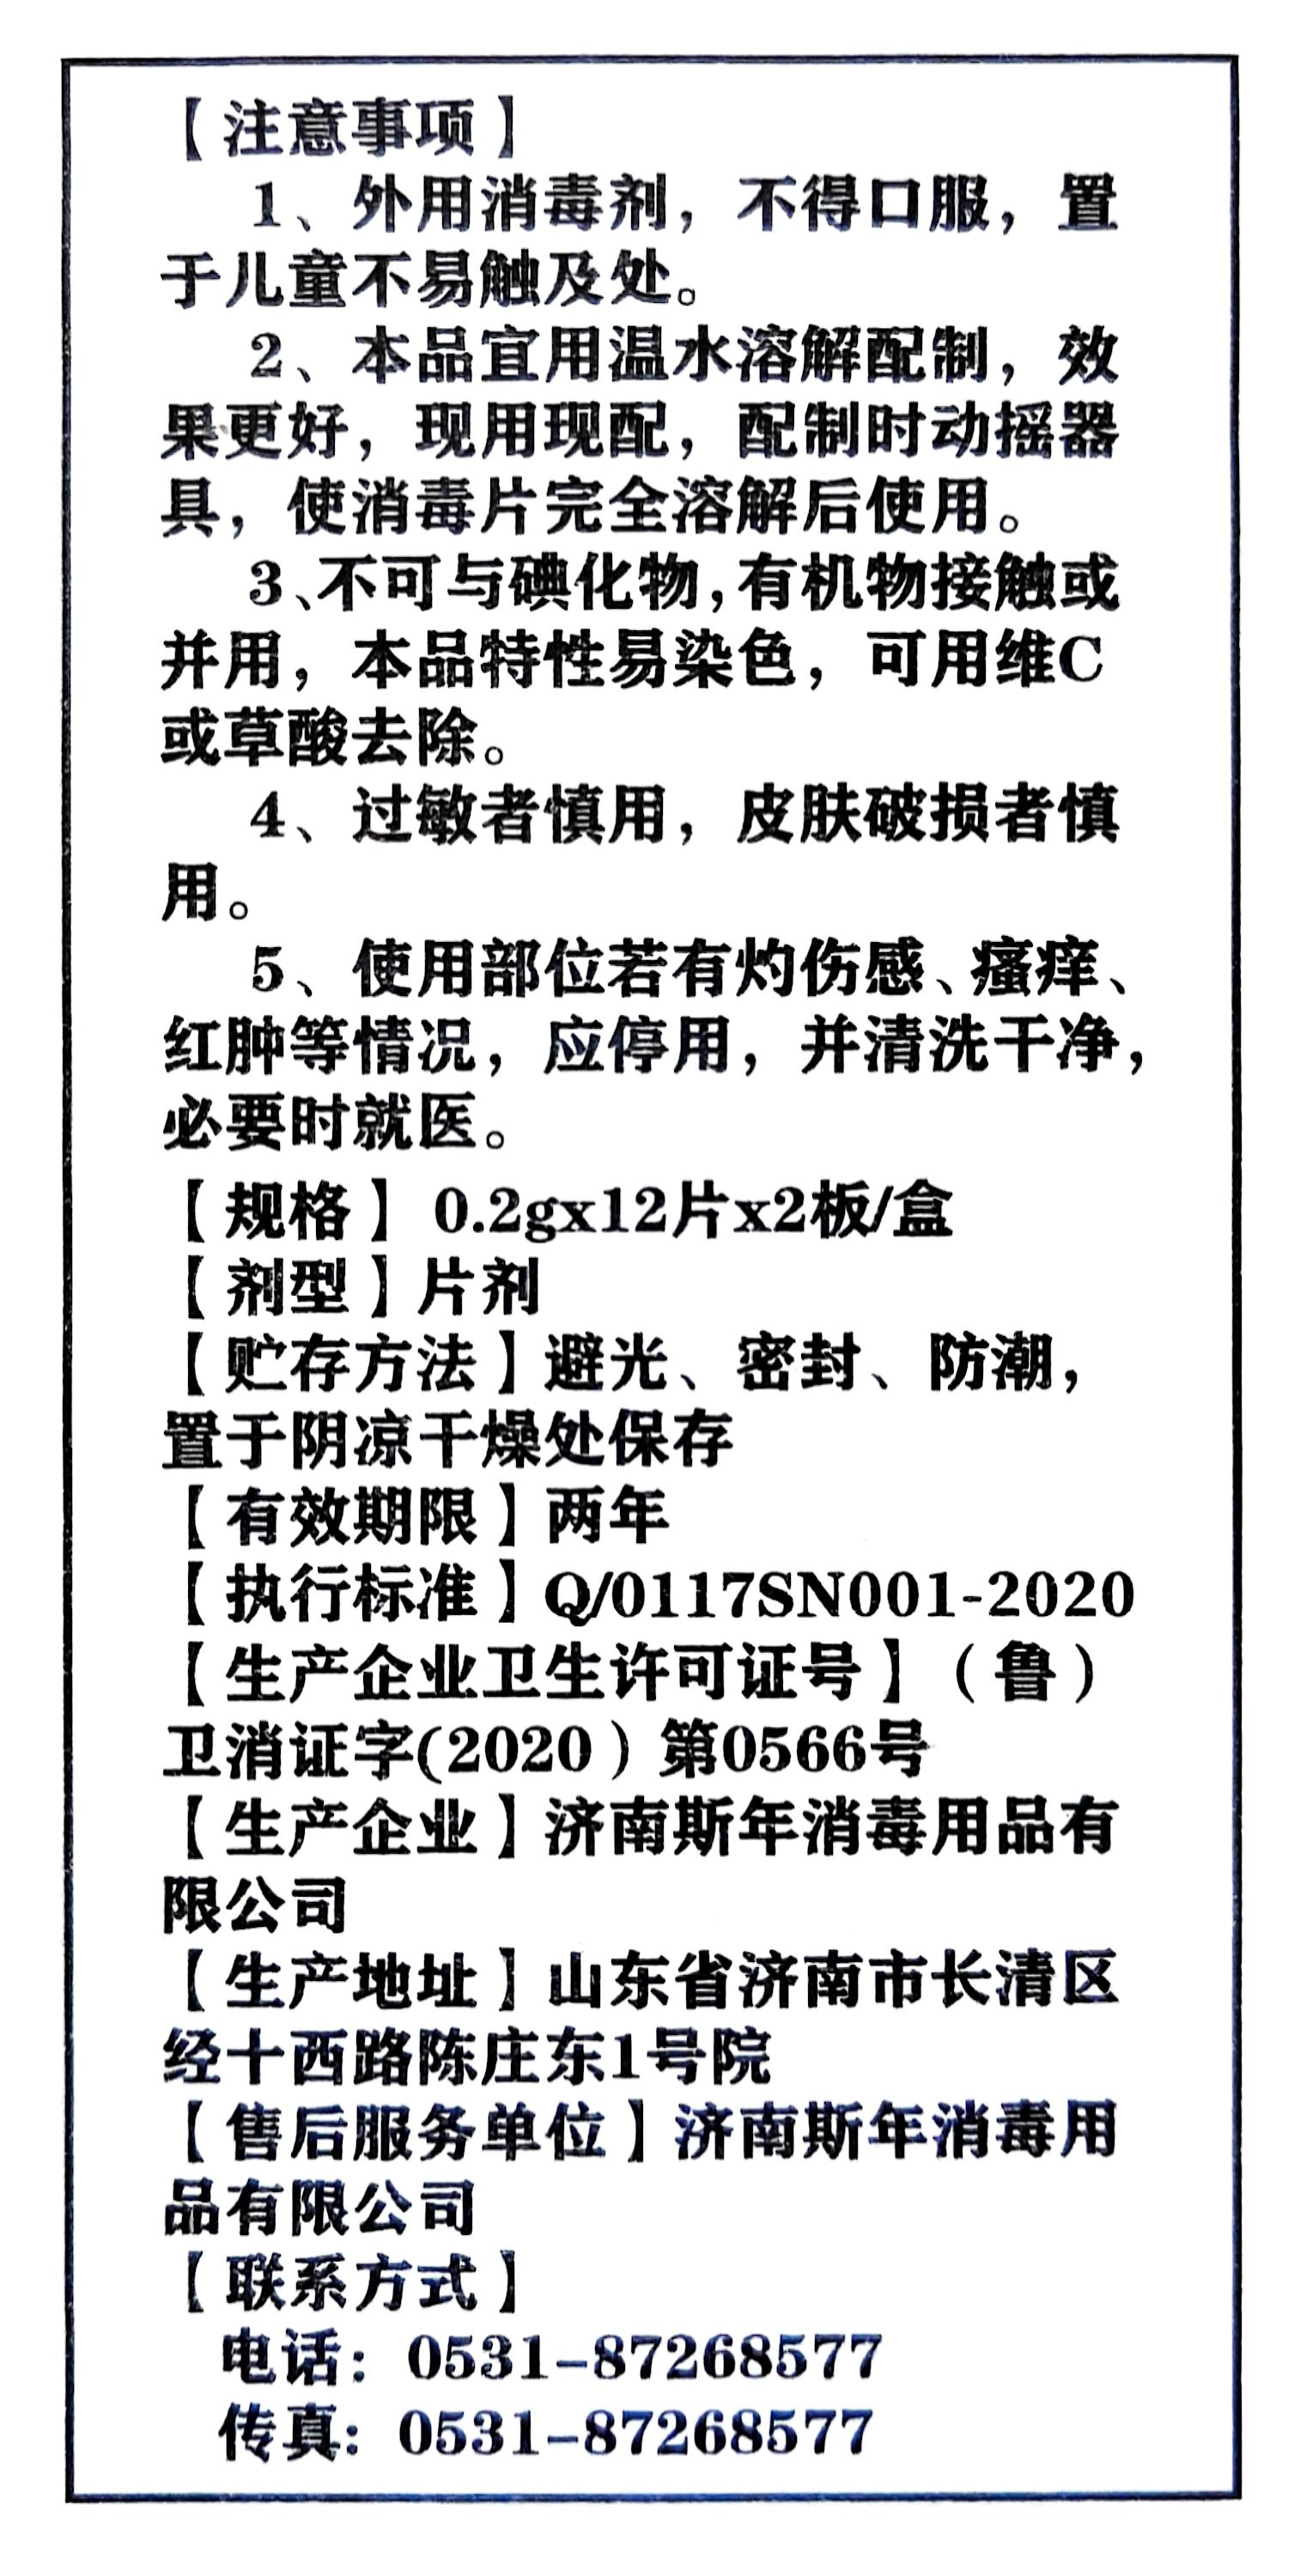 【注意事项】
1、外用消毒剂，不得口服，置
于儿童不易触及处。
2、本品宜用温水溶解配制，效
果更好，现用现配，配制时动摇器
具，使消毒片完全溶解后使用。
3、不可与碘化物，有机物接触或
并用，本品特性易染色，可用维C
或草酸去除。
4、过敏者慎用，皮肤破损者慎
用。
5、使用部位若有灼伤感、瘙痒、
红肿等情况，应停用，并清洗干净，
必要时就医。
【规格】 0.2gx12片x2板/盒
【剂型】片剂
【贮存方法】避光、密封、防潮，
置于阴凉干燥处保存
【有效期限】两年
【执行标准】Q/0117SN001-2020
【生产企业卫生许可证号】（鲁）
卫消证字(2020）第0566号
【生产企业】济南斯年消毒用品有
限公司
【生产地址】山东省济南市长清区
经十西路陈庄东1号院
【售后服务单位】济南斯年消毒用
品有限公司
【联系方式】
电话：0531-87268577
传真：0531-87268577